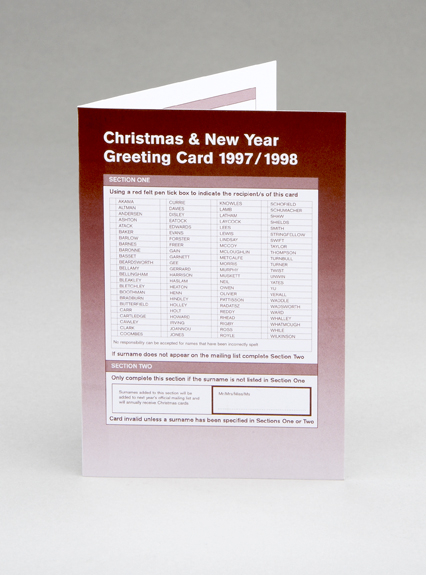 Christmas & New Year
Greeting Card 1997/1998
SECTION ONE
Using a red felt pen tick box to indicate the recipient/s of this card
AKAWA CURRIE KNOWLES SCHOFIELD
ALTMAN DAVIES LAMB SCHUMACHER
ANDERSEN DISLEY LATHAM SHAW
ASHTON EATOCK LAYCOCK SHIELDS
ATACK EDWARDS LEES SMITH
BAKER EVANS LEWIS STRINGFELLOW
BARLOW FORSTER LINDSAY SWIFT
BARNES FNEER MCCOY TAYLOR
BARONNE GAIN MCLOUGHLIN THOMPSON
BASSET GARNETT METCALFE TURNBULL
BEARDSWORTH GEE MORRIS TURNER
BELLAMY GERRARD MURPHY TWIST
BELLINGHAM HARRISON MUSKETT UNWIN
BLEAKLEY HASLAM NEIL YATES
BLETCHLEY HEATON OWEN YU
BOOTHMAN HENN OLIVIER YEHALL
BRADBURN HINDLEY PATTISSON WADDLE
BUTTERFIELD HOLLEY RADATSZ WADSWORTH
CARR HOLT REDDY WARD
CARTLEDGE HOWARD RHEAD WHALLEY
CAWLEY IRVING RIGBY WHATMOUGH
CLARK IOANNOU ROSS WHILE
COOMBES JONES ROYLE WILKINSON
No responsibility can be accepted for names that have been incorrectly spelt
If surname does not appear on the mailing list complete Section Two
SECTION TWO
Only complete this section if the surname is not listed in Section One
Surnames added to this section will be
added to next year's official mailing list and
will annually receive Christmas cards
Mr/Mrs/Miss/Ms
Card invalid unless a surname has been specified in Sections One or Two